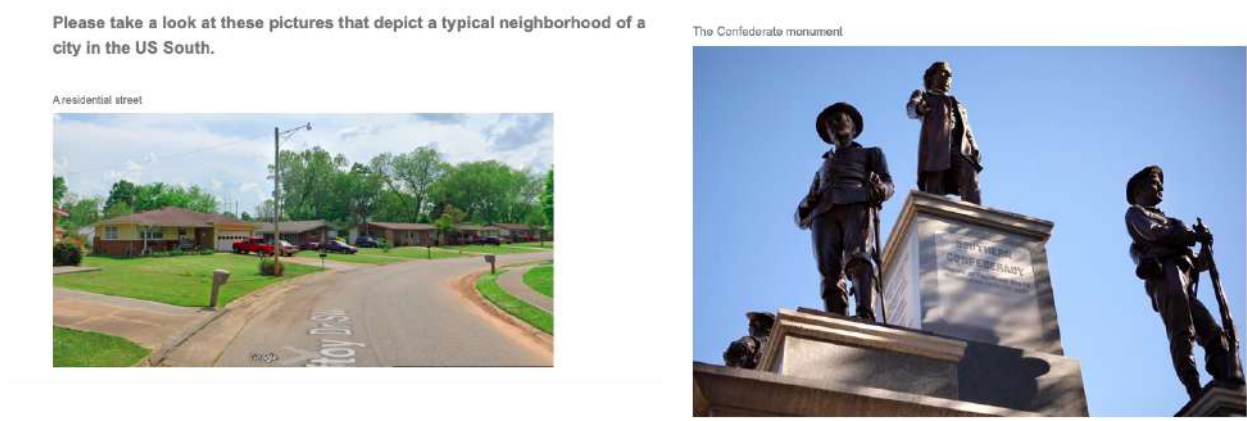 Please take a look at these pictures that depict a typical neighborhood of a
city in the US South.
A residential street
Google
The Confederate monument
SOUTHERN
CONFEDERACY